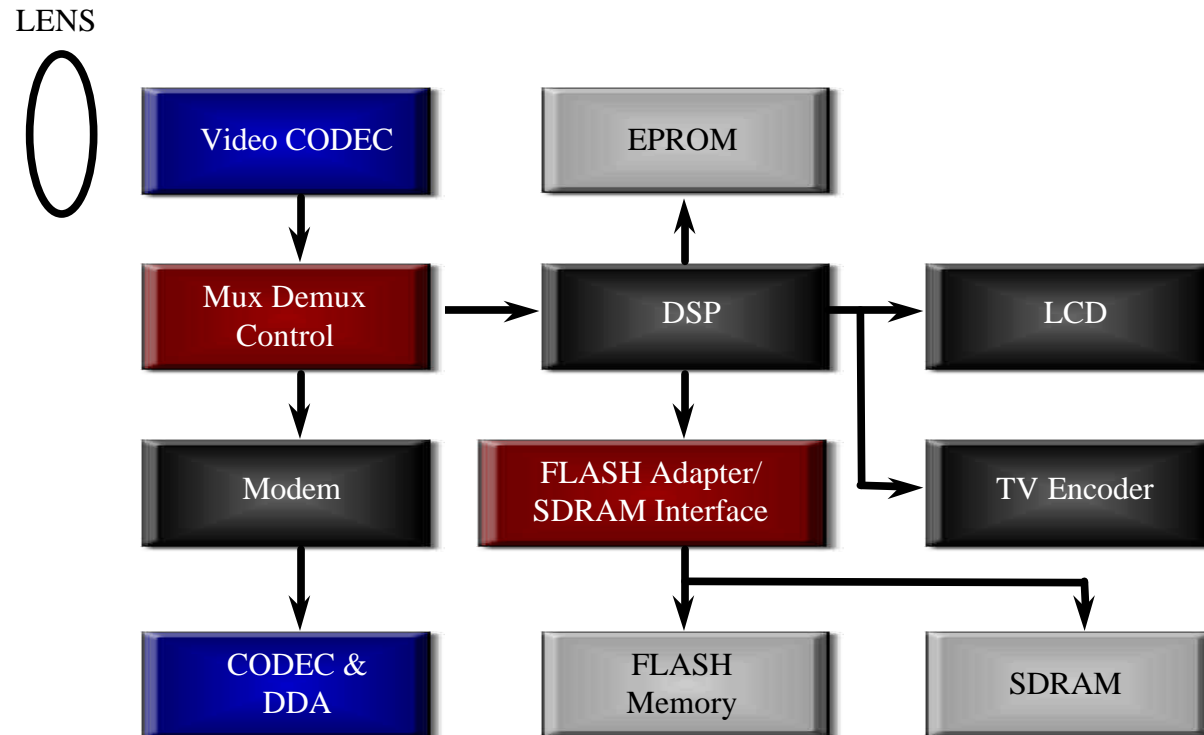 LENS
Video CODEC
EPROM
Mux Demux
Control
DSP
LCD
Modem
FLASH Adapter/
SDRAM Interface
TV Encoder
CODEC &
DDA
FLASH
Memory
SDRAM